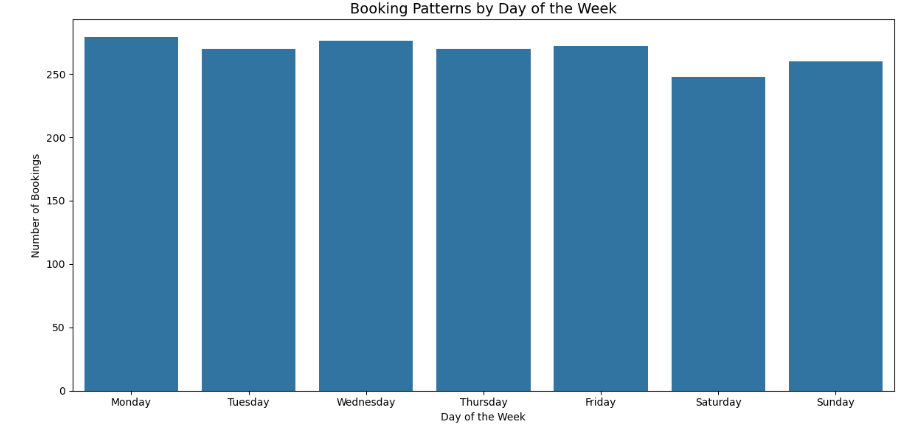 Booking Patterns by Day of the Week
Number of Bookings
250
200
150
100
50
0
Monday Tuesday Wednesday Thursday Friday Saturday Sunday
Day of the Week